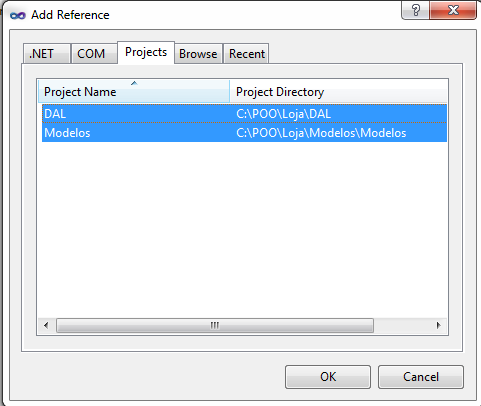 Add Reference
.NET COM Projects Browse Recent
Project Name Project Directory
DAL C:\POO\Loja\DAL
Modelos C:\POO\Loja\Modelos\Modelos
OK Cancel